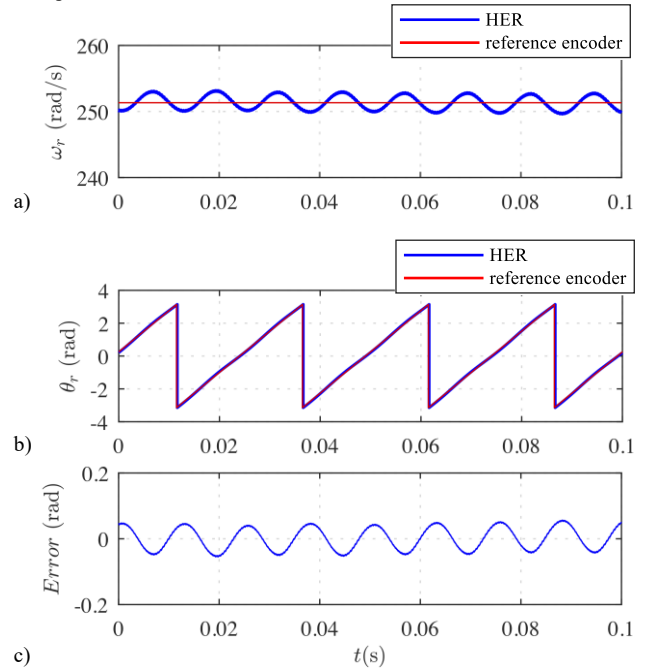 HER
reference encoder
260
250
240
ω_r (rad/s)
a)
0 0.02 0.04 0.06 0.08 0.1
HER
reference encoder
4
2
0
-2
-4
θ_r (rad)
b)
0 0.02 0.04 0.06 0.08 0.1
0.2
0
-0.2
Error (rad)
0 0.02 0.04 0.06 0.08 0.1
c)
t(s)